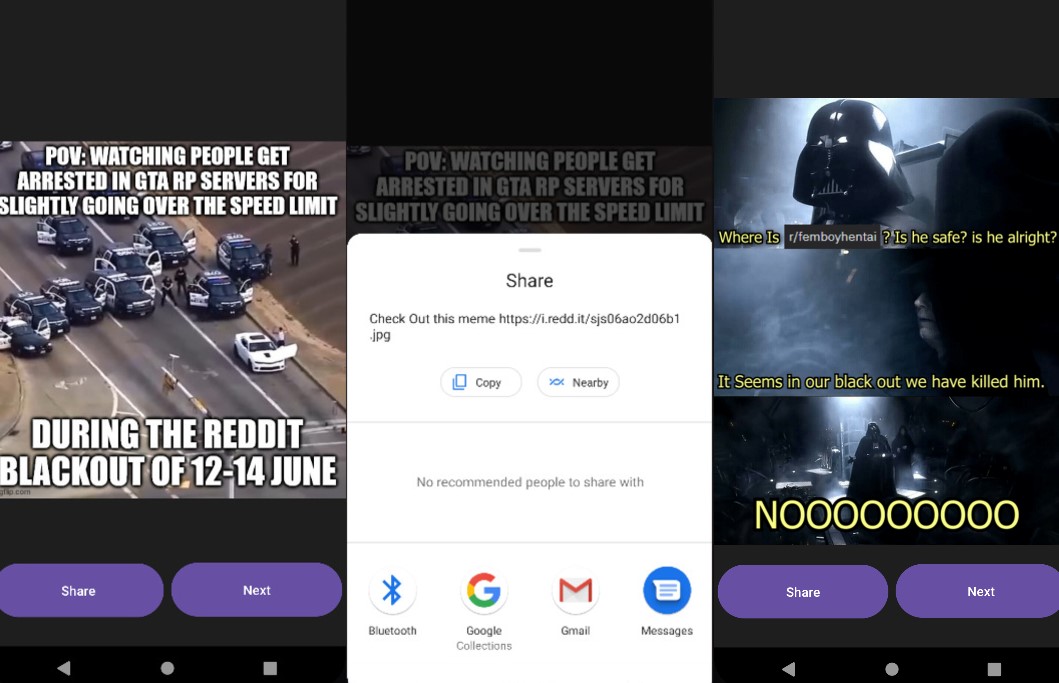 POV: WATCHING PEOPLE GET
ARRESTED IN GTA RP SERVERS FOR
SLIGHTLY GOING OVER THE SPEED LIMIT
DURING THE REDDIT
BLACKOUT OF 12-14 JUNE
Share
Next
POV: WATCHING PEOPLE GET
ARRESTED IN GTA RP SERVERS FOR
SLIGHTLY GOING OVER THE SPEED LIMIT
Share
Check Out this meme https://i.redd.it/sjs06ao2d06b1
.jpg
Copy
Nearby
No recommended people to share with
Bluetooth
Google
Collections
Gmail
Messages
Where Is r/femboyhentai ? Is he safe? is he alright?
It Seems in our black out we have killed him.
NOOOOOOOOO
Share
Next